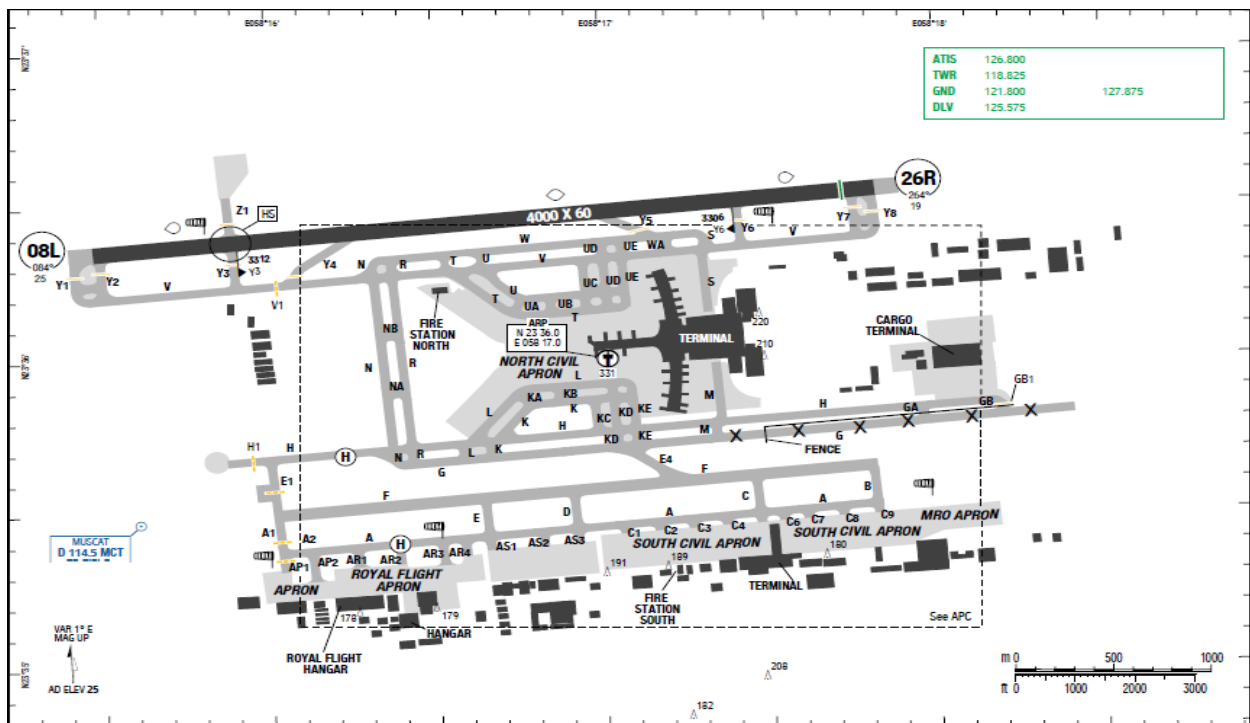 E058°16'
E058°17'
E058°18'
N23°37'
N23°36'
N23°35'
ATIS 126.800
TWR 118.825
GND 121.800 127.875
DLV 125.575
26R
264°
19
08L
084°
25
4000 X 60
Z1
HS
Y1
Y2
V
Y3
3312
Y3
V1
Y4
N
R
T
U
V
W
UD
UE
WA
Y5
S
3306
Y6
Y6
V
Y7
Y8
T
U
UA
UB
UC
UD
UE
T
S
NB
N
R
NA
FIRE
STATION
NORTH
ARP
N 23 36.0
E 058 17.0
T
331
NORTH CIVIL
APRON
TERMINAL
220
210
CARGO
TERMINAL
L
KA
KB
L
K
K
H
KC
KD
KE
M
H
GA
GB
GB1
H1
H
H
N
R
G
L
K
KD
KE
M
G
FENCE
E1
F
E4
F
E
D
A
C
A
B
A1
A2
A
H
AP1
AP2
AR1
AR2
AR3
AR4
AS1
AS2
AS3
C1
C2
C3
C4
C6
C7
C8
C9
MRO APRON
SOUTH CIVIL APRON
SOUTH CIVIL APRON
APRON
ROYAL FLIGHT
APRON
191
189
180
178
179
FIRE
STATION
SOUTH
TERMINAL
HANGAR
ROYAL FLIGHT
HANGAR
See APC
MUSCAT
D 114.5 MCT
VAR 1° E
MAG UP
AD ELEV 25
208
182
m 0 500 1000
ft 0 1000 2000 3000